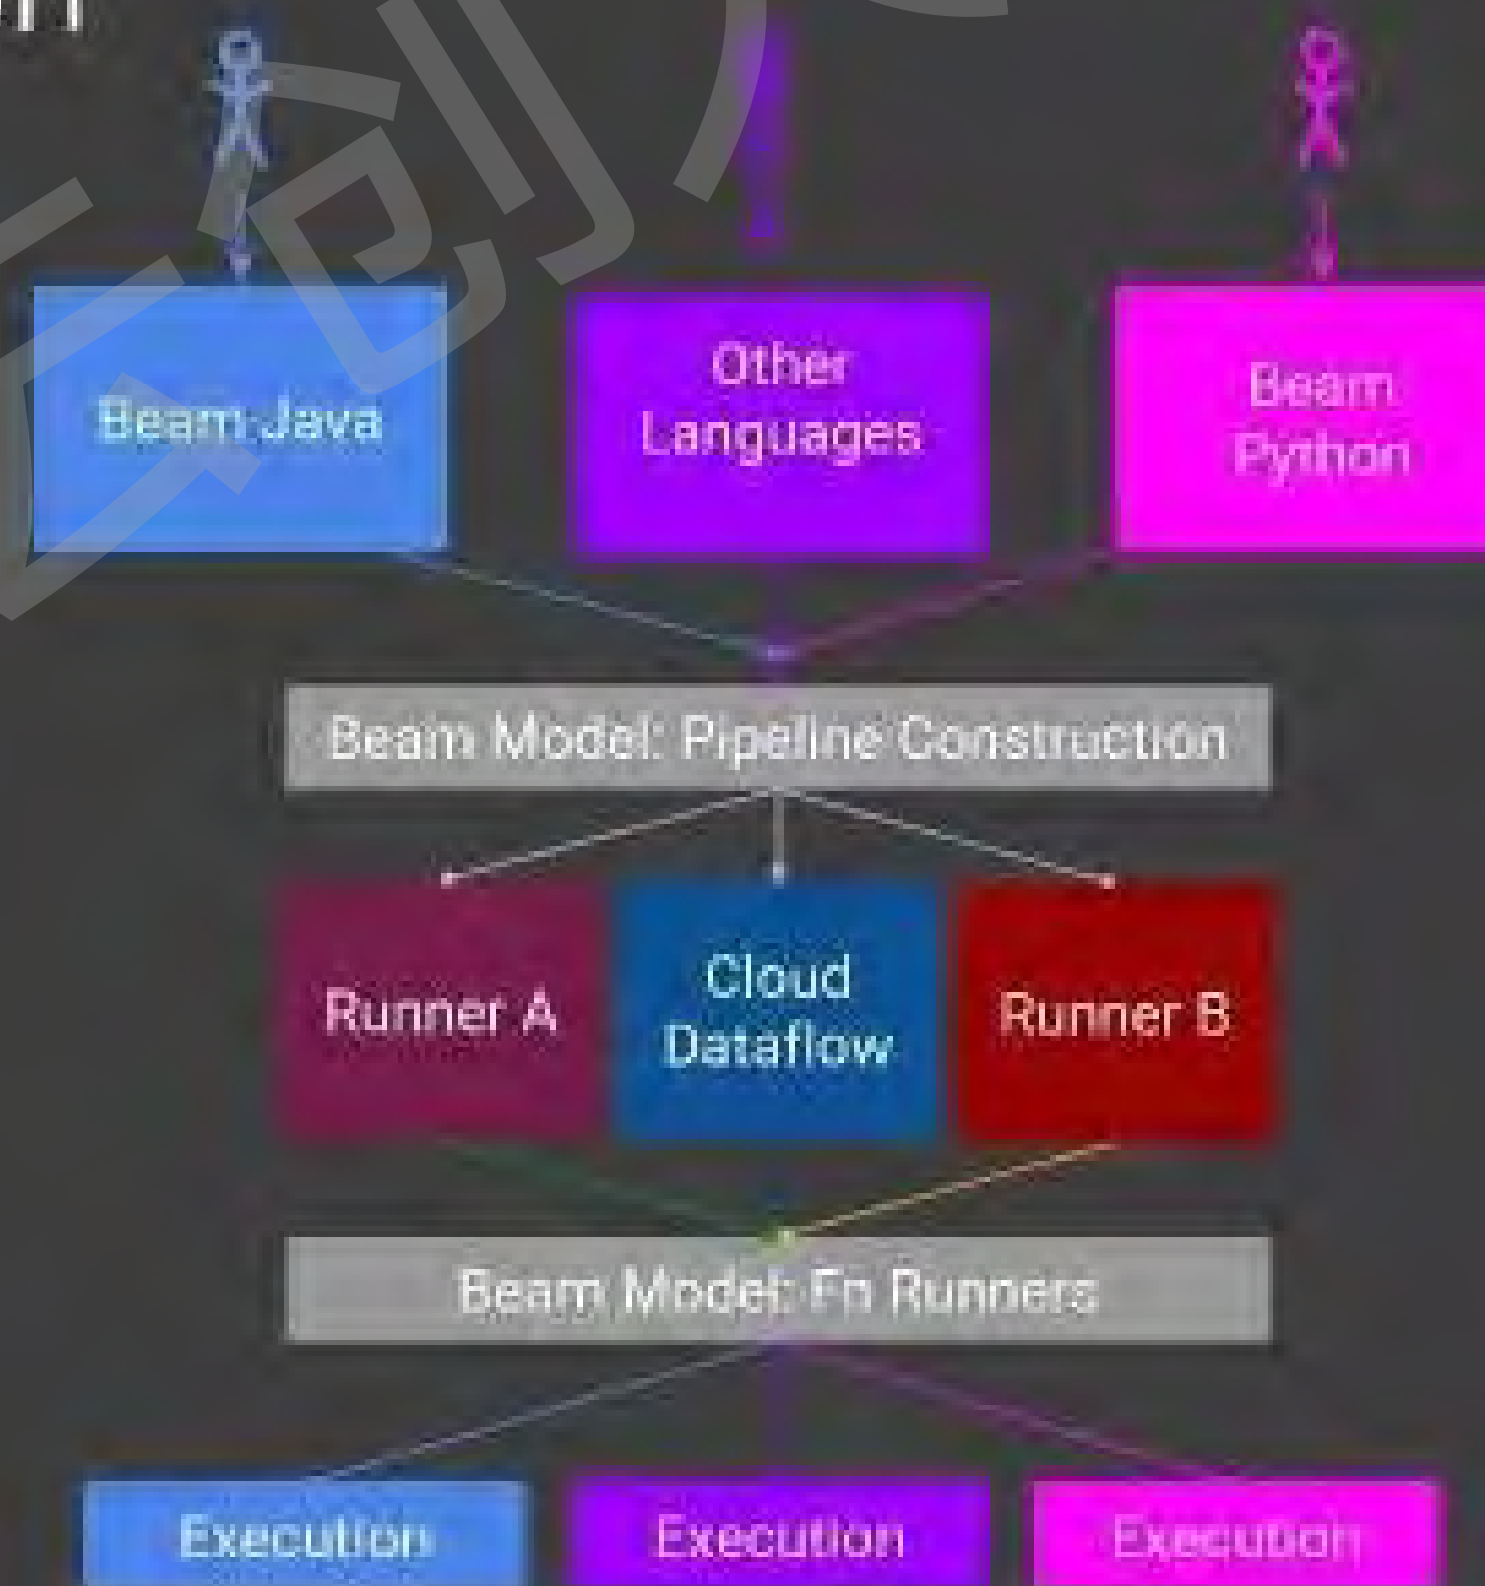 Beam Java
Other
Languages
Beam
Python
Beam Model: Pipeline Construction
Runner A
Cloud
Dataflow
Runner B
Beam Model: Fn Runners
Execution
Execution
Execution